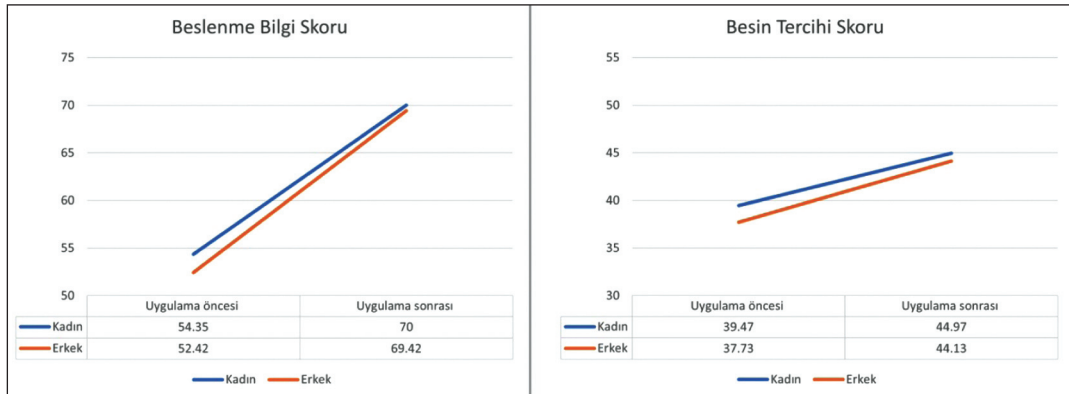 Beslenme Bilgi Skoru
75
70
65
60
55
50
Uygulama öncesi Uygulama sonrası
Kadın 54.35 70
Erkek 52.42 69.42
Kadın Erkek
Besin Tercihi Skoru
55
50
45
40
35
30
Uygulama öncesi Uygulama sonrası
Kadın 39.47 44.97
Erkek 37.73 44.13
Kadın Erkek